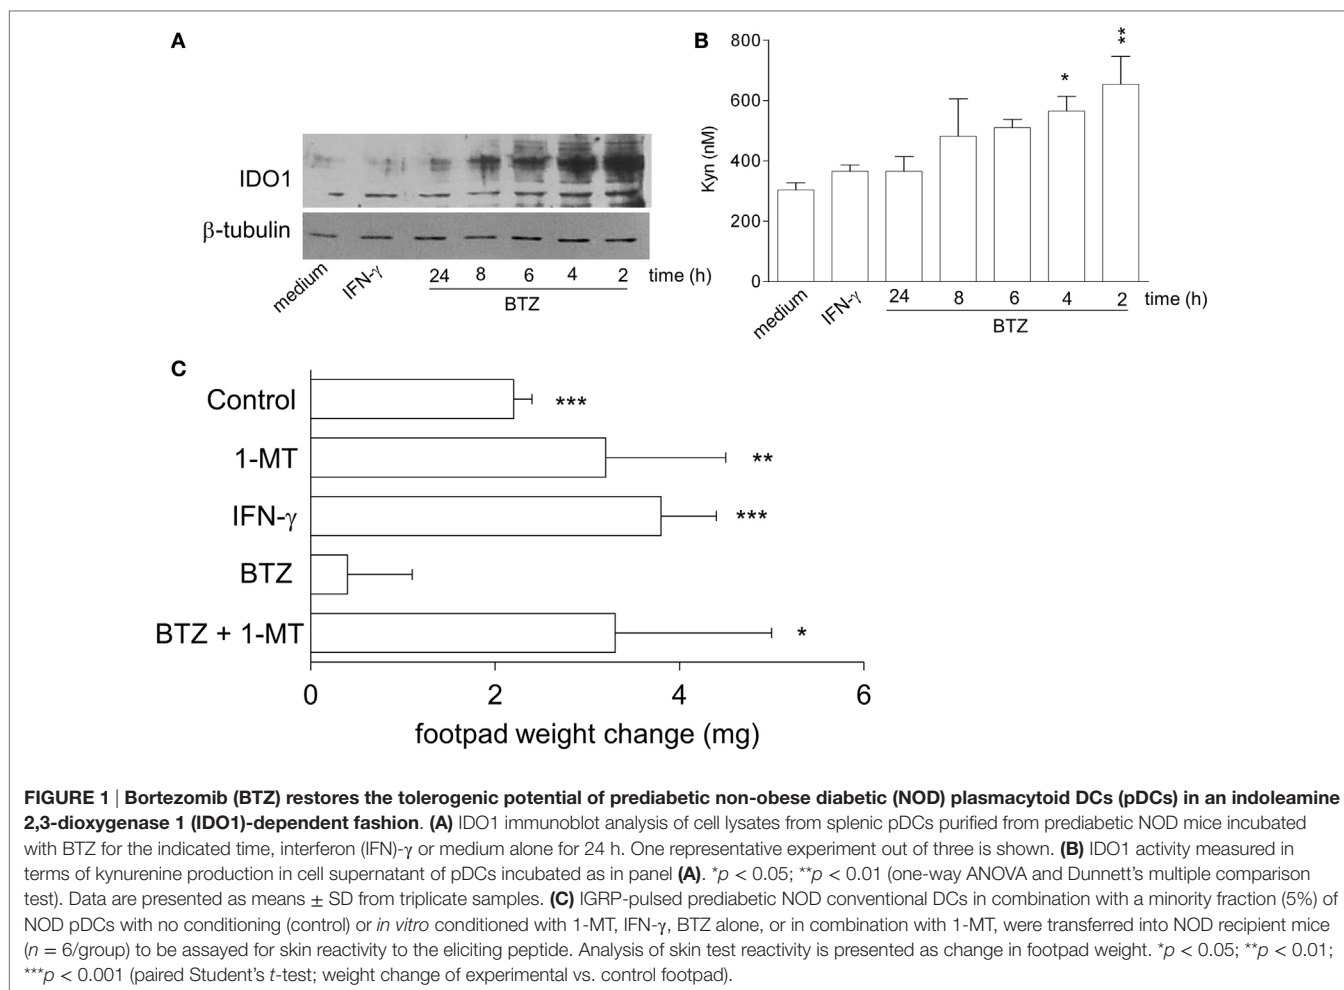 A
IDO1
β-tubulin
medium
IFN-γ
24
8
6
4
2
time (h)
BTZ
B
800
600
400
200
0
Kyn (nM)
*
**
medium
IFN-γ
24
8
6
4
2
time (h)
BTZ
C
Control
***
1-MT
**
IFN-γ
***
BTZ
BTZ + 1-MT
*
0
2
4
6
footpad weight change (mg)
FIGURE 1 | Bortezomib (BTZ) restores the tolerogenic potential of prediabetic non-obese diabetic (NOD) plasmacytoid DCs (pDCs) in an indoleamine
2,3-dioxygenase 1 (IDO1)-dependent fashion. (A) IDO1 immunoblot analysis of cell lysates from splenic pDCs purified from prediabetic NOD mice incubated
with BTZ for the indicated time, interferon (IFN)-γ or medium alone for 24 h. One representative experiment out of three is shown. (B) IDO1 activity measured in
terms of kynurenine production in cell supernatant of pDCs incubated as in panel (A). *p < 0.05; **p < 0.01 (one-way ANOVA and Dunnett's multiple comparison
test). Data are presented as means ± SD from triplicate samples. (C) IGRP-pulsed prediabetic NOD conventional DCs in combination with a minority fraction (5%) of
NOD pDCs with no conditioning (control) or in vitro conditioned with 1-MT, IFN-γ, BTZ alone, or in combination with 1-MT, were transferred into NOD recipient mice
(n = 6/group) to be assayed for skin reactivity to the eliciting peptide. Analysis of skin test reactivity is presented as change in footpad weight. *p < 0.05; **p < 0.01;
***p < 0.001 (paired Student's t-test; weight change of experimental vs. control footpad).